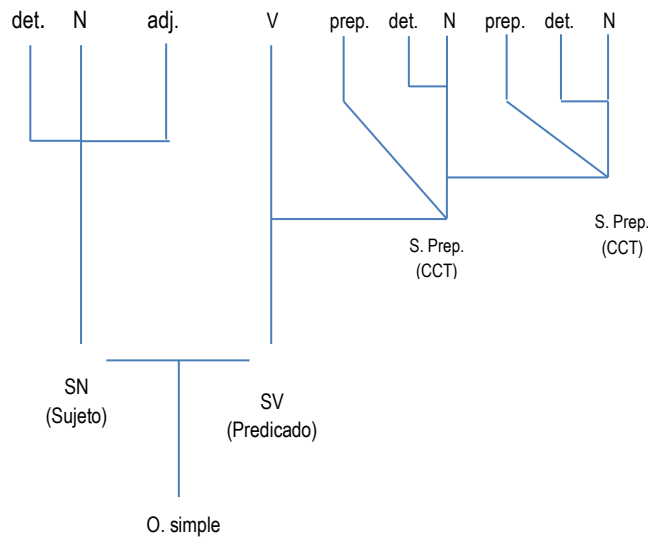 det. N adj. V prep. det. N prep. det. N
S. Prep.
(CCT)
S. Prep.
(CCT)
SN
(Sujeto)
SV
(Predicado)
O. simple